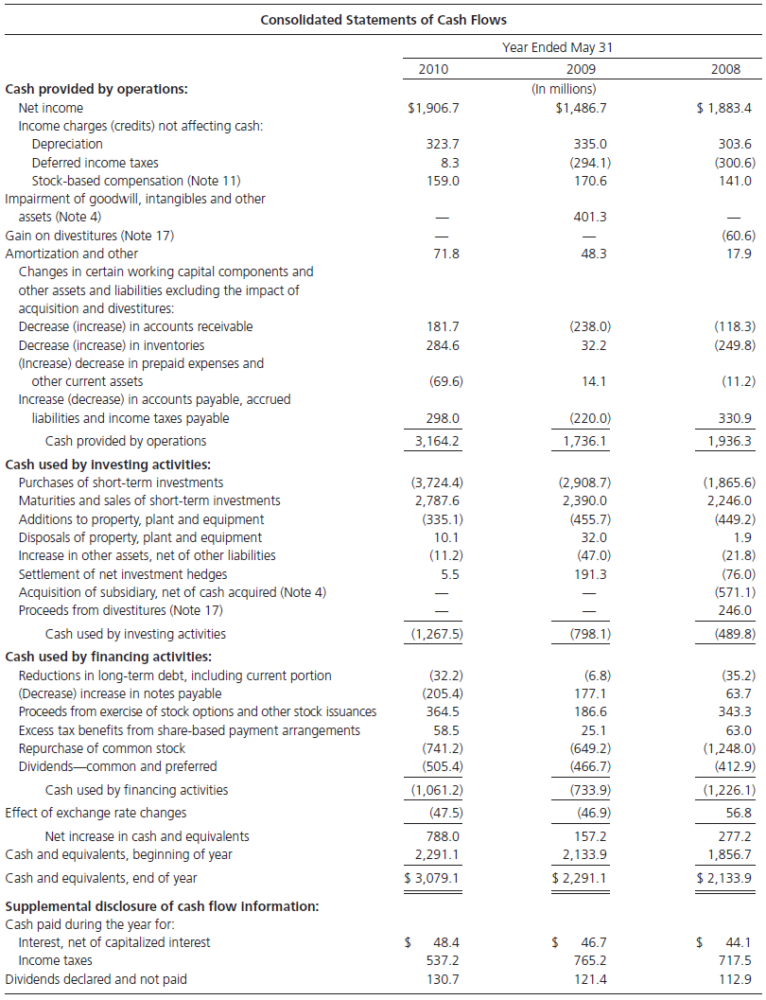 Consolidated Statements of Cash Flows
Year Ended May 31
2010 2009 2008
Cash provided by operations: (In millions)
Net income $1,906.7 $1,486.7 $ 1,883.4
Income charges (credits) not affecting cash:
Depreciation 323.7 335.0 303.6
Deferred income taxes 8.3 (294.1) (300.6)
Stock-based compensation (Note 11) 159.0 170.6 141.0
Impairment of goodwill, intangibles and other
assets (Note 4) — 401.3 —
Gain on divestitures (Note 17) — — (60.6)
Amortization and other 71.8 48.3 17.9
Changes in certain working capital components and
other assets and liabilities excluding the impact of
acquisition and divestitures:
Decrease (increase) in accounts receivable 181.7 (238.0) (118.3)
Decrease (increase) in inventories 284.6 32.2 (249.8)
(Increase) decrease in prepaid expenses and
other current assets (69.6) 14.1 (11.2)
Increase (decrease) in accounts payable, accrued
liabilities and income taxes payable 298.0 (220.0) 330.9
Cash provided by operations 3,164.2 1,736.1 1,936.3
Cash used by investing activities:
Purchases of short-term investments (3,724.4) (2,908.7) (1,865.6)
Maturities and sales of short-term investments 2,787.6 2,390.0 2,246.0
Additions to property, plant and equipment (335.1) (455.7) (449.2)
Disposals of property, plant and equipment 10.1 32.0 1.9
Increase in other assets, net of other liabilities (11.2) (47.0) (21.8)
Settlement of net investment hedges 5.5 191.3 (76.0)
Acquisition of subsidiary, net of cash acquired (Note 4) — — (571.1)
Proceeds from divestitures (Note 17) — — 246.0
Cash used by investing activities (1,267.5) (798.1) (489.8)
Cash used by financing activities:
Reductions in long-term debt, including current portion (32.2) (6.8) (35.2)
(Decrease) increase in notes payable (205.4) 177.1 63.7
Proceeds from exercise of stock options and other stock issuances 364.5 186.6 343.3
Excess tax benefits from share-based payment arrangements 58.5 25.1 63.0
Repurchase of common stock (741.2) (649.2) (1,248.0)
Dividends—common and preferred (505.4) (466.7) (412.9)
Cash used by financing activities (1,061.2) (733.9) (1,226.1)
Effect of exchange rate changes (47.5) (46.9) 56.8
Net increase in cash and equivalents 788.0 157.2 277.2
Cash and equivalents, beginning of year 2,291.1 2,133.9 1,856.7
Cash and equivalents, end of year $ 3,079.1 $ 2,291.1 $ 2,133.9
Supplemental disclosure of cash flow information:
Cash paid during the year for:
Interest, net of capitalized interest $ 48.4 $ 46.7 $ 44.1
Income taxes 537.2 765.2 717.5
Dividends declared and not paid 130.7 121.4 112.9